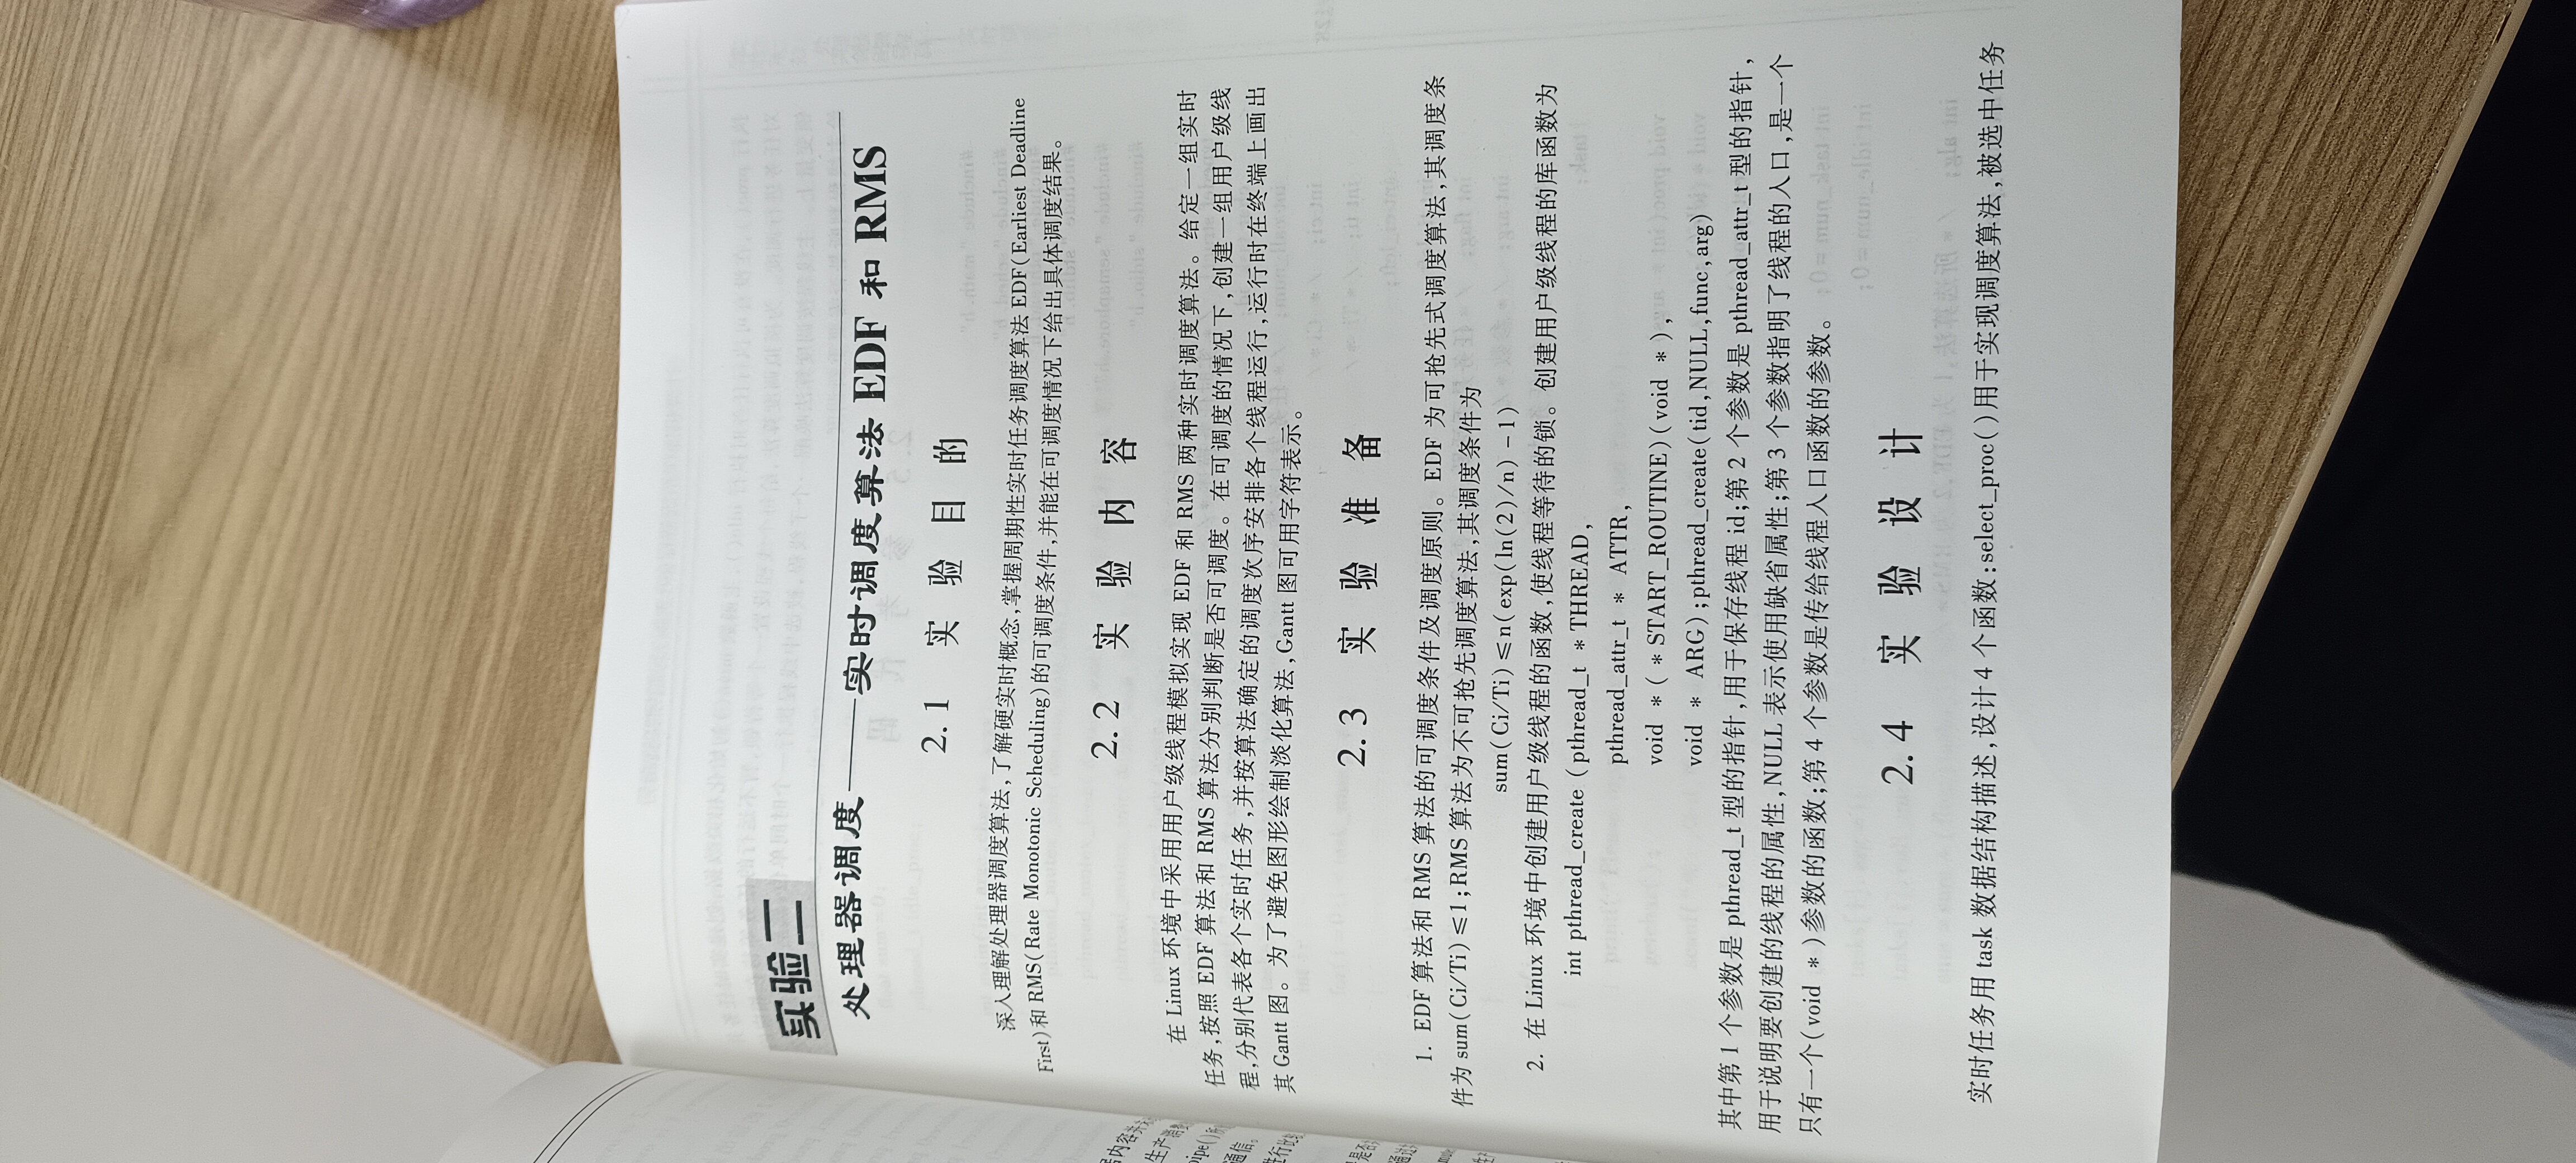 实验二
处理器调度——实时调度算法 EDF 和 RMS
2.1 实 验 目 的
深入理解处理器调度算法,了解硬实时概念,掌握周期性实时任务调度算法 EDF(Earliest Deadline
First)和 RMS(Rate Monotonic Scheduling)的可调度条件,并能在可调度情况下给出具体调度结果。
2.2 实 验 内 容
在 Linux 环境中采用用户级线程模拟实现 EDF 和 RMS 两种实时调度算法。给定一组实时
任务,按照 EDF 算法和 RMS 算法分别判断是否可调度。在可调度的情况下,创建一组用户级线
程,分别代表各个实时任务,并按算法确定的调度次序安排各个线程运行,运行时在终端上画出
其 Gantt 图。为了避免图形绘制淡化算法,Gantt 图可用字符表示。
2.3 实 验 准 备
1. EDF 算法和 RMS 算法的可调度条件及调度原则。EDF 为可抢先式调度算法,其调度条
件为 sum(Ci/Ti)≤1;RMS 算法为不可抢先调度算法,其调度条件为
sum(Ci/Ti)≤n(exp(ln(2)/n)-1)
2. 在 Linux 环境中创建用户级线程的函数,使线程等待的锁。创建用户级线程的库函数为
int pthread_create (pthread_t * THREAD,
pthread_attr_t * ATTR,
void * ( * START_ROUTINE)(void * ),
void * ARG);pthread_create(tid,NULL,func,arg)
其中第 1 个参数是 pthread_t 型的指针,用于保存线程 id;第 2 个参数是 pthread_attr_t 型的指针,
用于说明要创建的线程的属性,NULL 表示使用缺省属性;第 3 个参数指明了线程的入口,是一个
只有一个(void * )参数的函数;第 4 个参数是传给线程入口函数的参数。
2.4 实 验 设 计
实时任务用 task 数据结构描述,设计 4 个函数:select_proc()用于实现调度算法,被选中任务